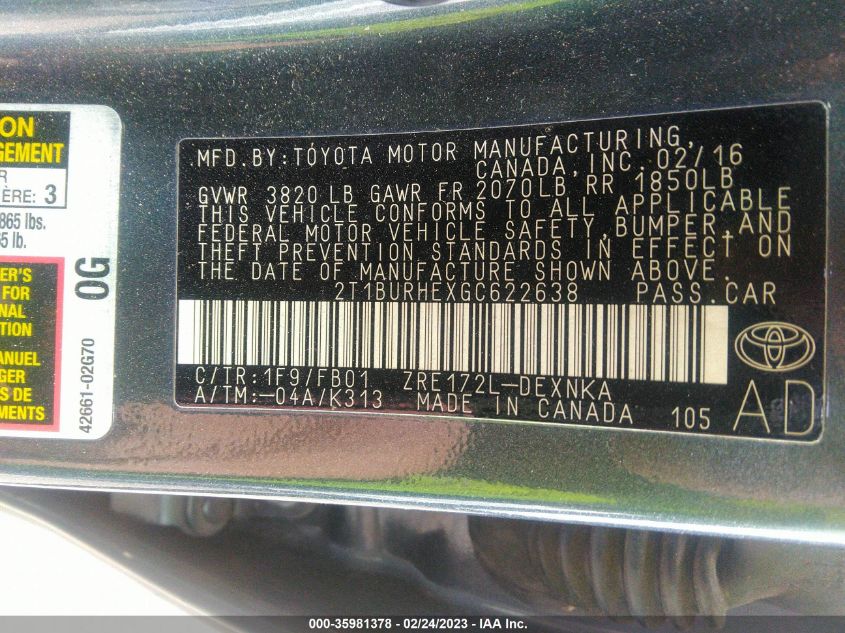 ON
GEMENT
R
ÈRE: 3
865 lbs.
5 lb.
ER'S
FOR
NAL
TION
ANUEL
GER
S DE
MENTS
0G
42661-02G70
MFD.BY:TOYOTA MOTOR MANUFACTURING,
CANADA,INC.02/16
GVWR 3820 LB GAWR FR 2070LB RR 1850LB
THIS VEHICLE CONFORMS TO ALL APPLICABLE
FEDERAL MOTOR VEHICLE SAFETY,BUMPER,AND
THEFT PREVENTION STANDARDS IN EFFECT ON
THE DATE OF MANUFACTURE SHOWN ABOVE.
2T1BURHEXGC622638 PASS.CAR
C/TR:1F9/FB01 ZRE172L-DEXNKA
A/TM:-04A/K313 MADE IN CANADA 105
AD
000-35981378 - 02/24/2023 - IAA Inc.